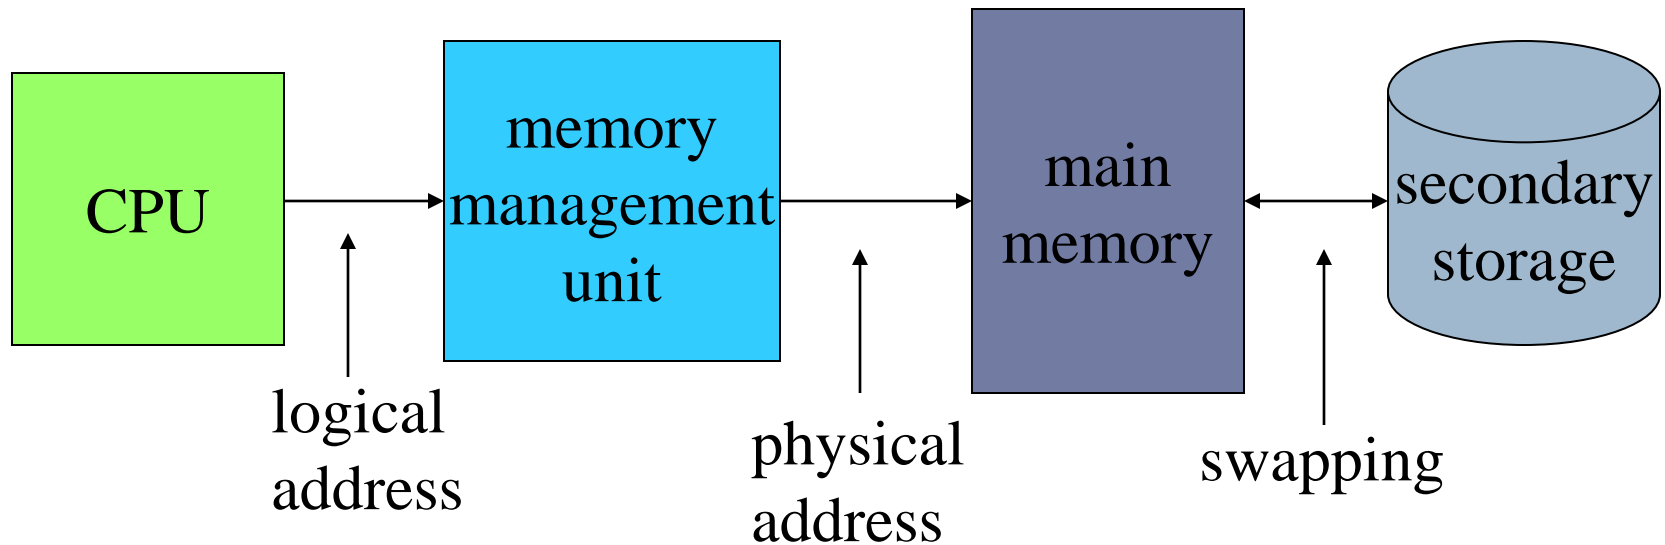 CPU
memory
management
unit
main
memory
secondary
storage
logical
address
physical
address
swapping